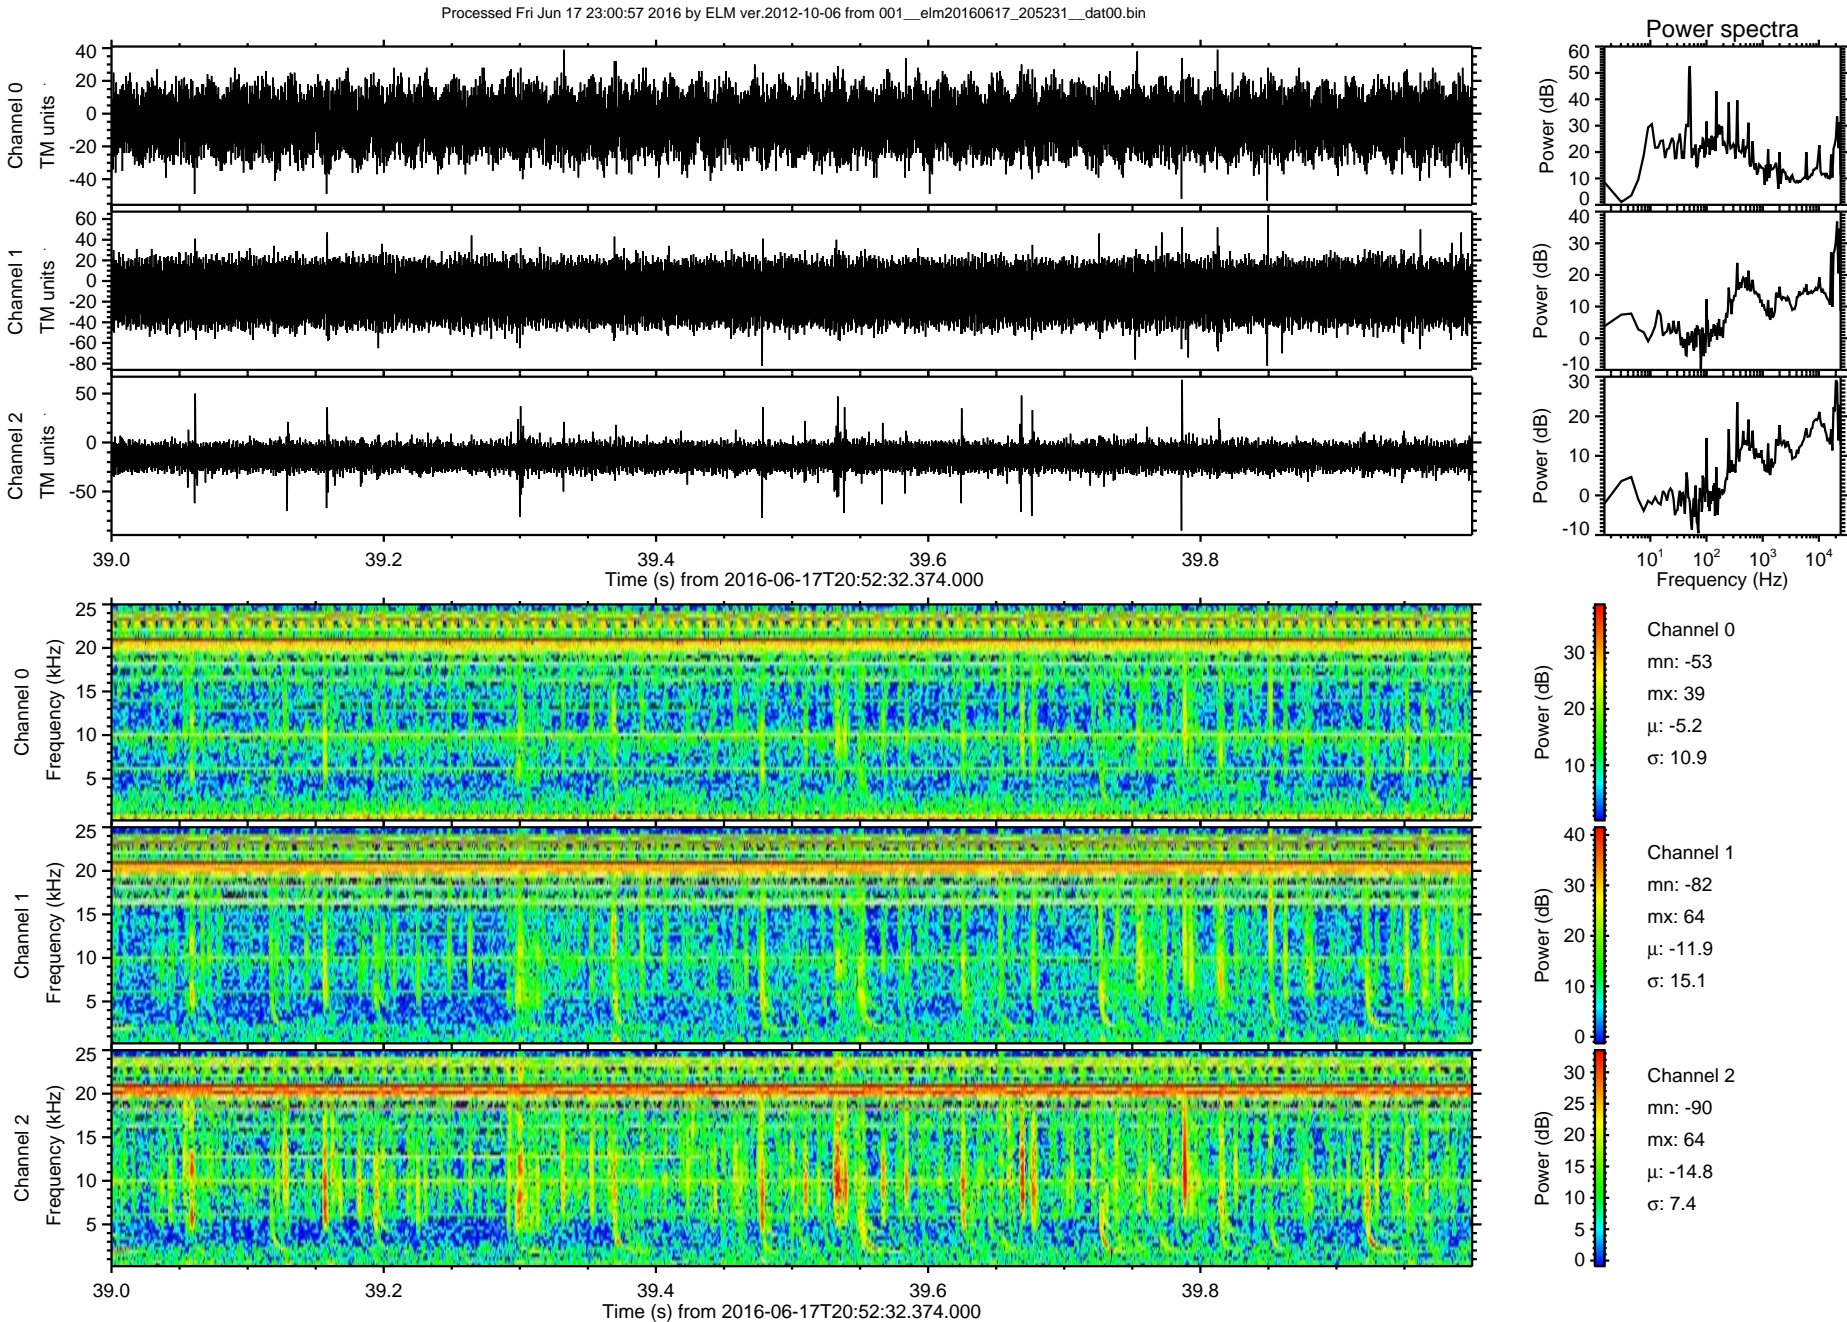 Processed Fri Jun 17 23:00:57 2016 by ELM ver.2012-10-06 from 001__elm20160617_205231__dat00.bin
Power spectra
Channel 0
TM units
40
20
0
-20
-40
Power (dB)
60
50
40
30
20
10
0
Channel 1
TM units
60
40
20
0
-20
-40
-60
-80
Power (dB)
40
30
20
10
0
-10
Channel 2
TM units
50
0
-50
Power (dB)
30
20
10
0
-10
39.0 39.2 39.4 39.6 39.8
Time (s) from 2016-06-17T20:52:32.374.000
10^1 10^2 10^3 10^4
Frequency (Hz)
Channel 0
Frequency (kHz)
25
20
15
10
5
Power (dB)
30
20
10
Channel 0
mn: -53
mx: 39
μ: -5.2
σ: 10.9
Channel 1
Frequency (kHz)
25
20
15
10
5
Power (dB)
40
30
20
10
0
Channel 1
mn: -82
mx: 64
μ: -11.9
σ: 15.1
Channel 2
Frequency (kHz)
25
20
15
10
5
Power (dB)
30
25
20
15
10
5
0
Channel 2
mn: -90
mx: 64
μ: -14.8
σ: 7.4
39.0 39.2 39.4 39.6 39.8
Time (s) from 2016-06-17T20:52:32.374.000